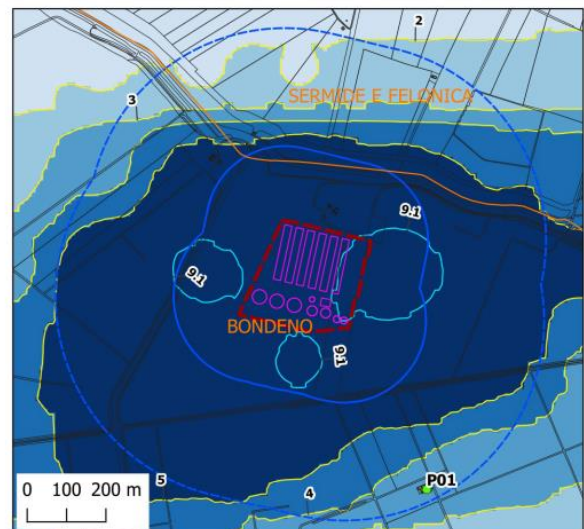 2
3
SERMIDE E FELONICA
9.1
9.1
BONDENO
9.1
P01
5
4
0 100 200 m